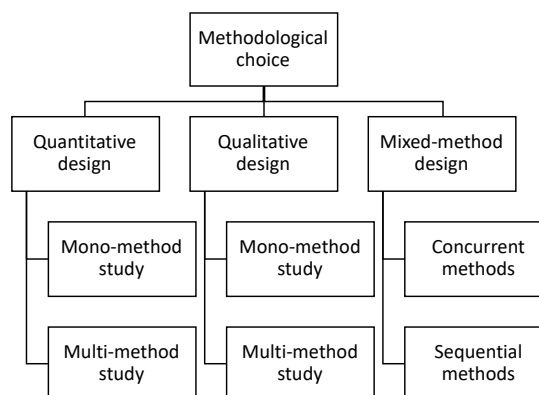 Methodological
choice
Quantitative
design
Qualitative
design
Mixed-method
design
Mono-method
study
Mono-method
study
Concurrent
methods
Multi-method
study
Multi-method
study
Sequential
methods